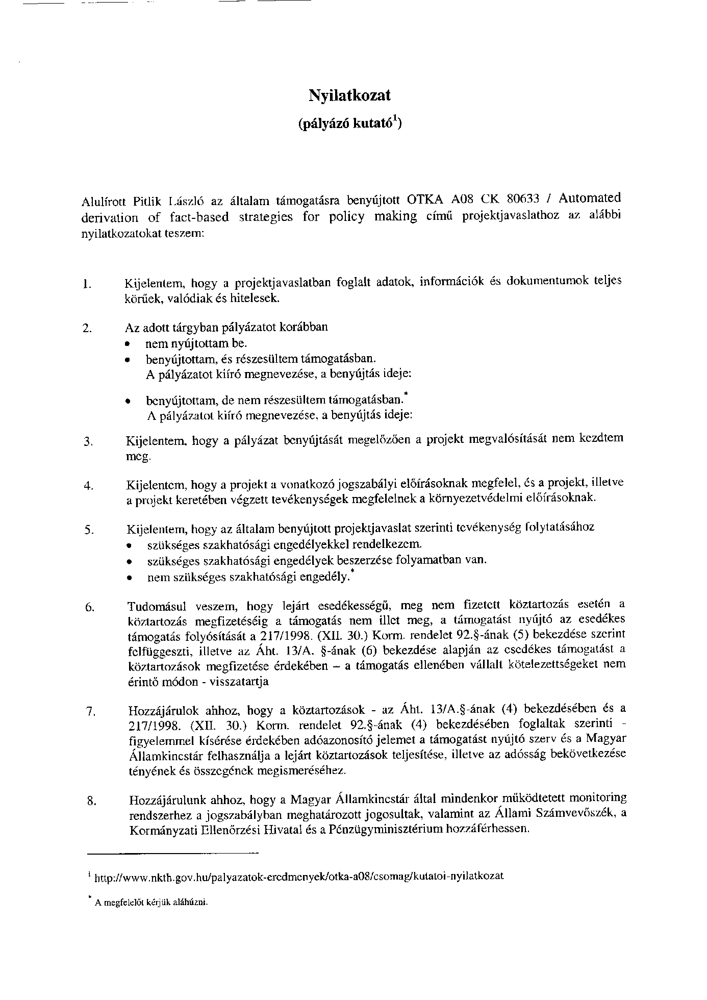 Nyilatkozat
(pályázó kutató¹)
Alulírott Pitlik László az általam támogatásra benyújtott OTKA A08 CK 80633 / Automated
derivation of fact-based strategies for policy making című projektjavaslathoz az alábbi
nyilatkozatokat teszem:
1. Kijelentem, hogy a projektjavaslatban foglalt adatok, információk és dokumentumok teljes
körűek, valódiak és hitelesek.
2. Az adott tárgyban pályázatot korábban
• nem nyújtottam be.
• benyújtottam, és részesültem támogatásban.
A pályázatot kiíró megnevezése, a benyújtás ideje:
• benyújtottam, de nem részesültem támogatásban.*
A pályázatot kiíró megnevezése, a benyújtás ideje:
3. Kijelentem, hogy a pályázat benyújtását megelőzően a projekt megvalósítását nem kezdtem
meg.
4. Kijelentem, hogy a projekt a vonatkozó jogszabályi előírásoknak megfelel, és a projekt, illetve
a projekt keretében végzett tevékenységek megfelelnek a környezetvédelmi előírásoknak.
5. Kijelentem, hogy az általam benyújtott projektjavaslat szerinti tevékenység folytatásához
• szükséges szakhatósági engedélyekkel rendelkezem.
• szükséges szakhatósági engedélyek beszerzése folyamatban van.
• nem szükséges szakhatósági engedély.*
6. Tudomásul veszem, hogy lejárt esedékességű, meg nem fizetett köztartozás esetén a
köztartozás megfizetéséig a támogatás nem illet meg, a támogatást nyújtó az esedékes
támogatás folyósítását a 217/1998. (XII. 30.) Korm. rendelet 92.§-ának (5) bekezdése szerint
felfüggeszti, illetve az Áht. 13/A. §-ának (6) bekezdése alapján az esedékes támogatást a
köztartozások megfizetése érdekében – a támogatás ellenében vállalt kötelezettségeket nem
érintő módon - visszatartja
7. Hozzájárulok ahhoz, hogy a köztartozások - az Áht. 13/A.§-ának (4) bekezdésében és a
217/1998. (XII. 30.) Korm. rendelet 92.§-ának (4) bekezdésében foglaltak szerinti -
figyelemmel kísérése érdekében adóazonosító jelemet a támogatást nyújtó szerv és a Magyar
Államkincstár felhasználja a lejárt köztartozások teljesítése, illetve az adósság bekövetkezése
tényének és összegének megismeréséhez.
8. Hozzájárulunk ahhoz, hogy a Magyar Államkincstár által mindenkor működtetett monitoring
rendszerhez a jogszabályban meghatározott jogosultak, valamint az Állami Számvevőszék, a
Kormányzati Ellenőrzési Hivatal és a Pénzügyminisztérium hozzáférhessen.
¹ http://www.nkth.gov.hu/palyazatok-eredmenyek/otka-a08/csomag/kutatoi-nyilatkozat
* A megfelelőt kérjük aláhúzni.